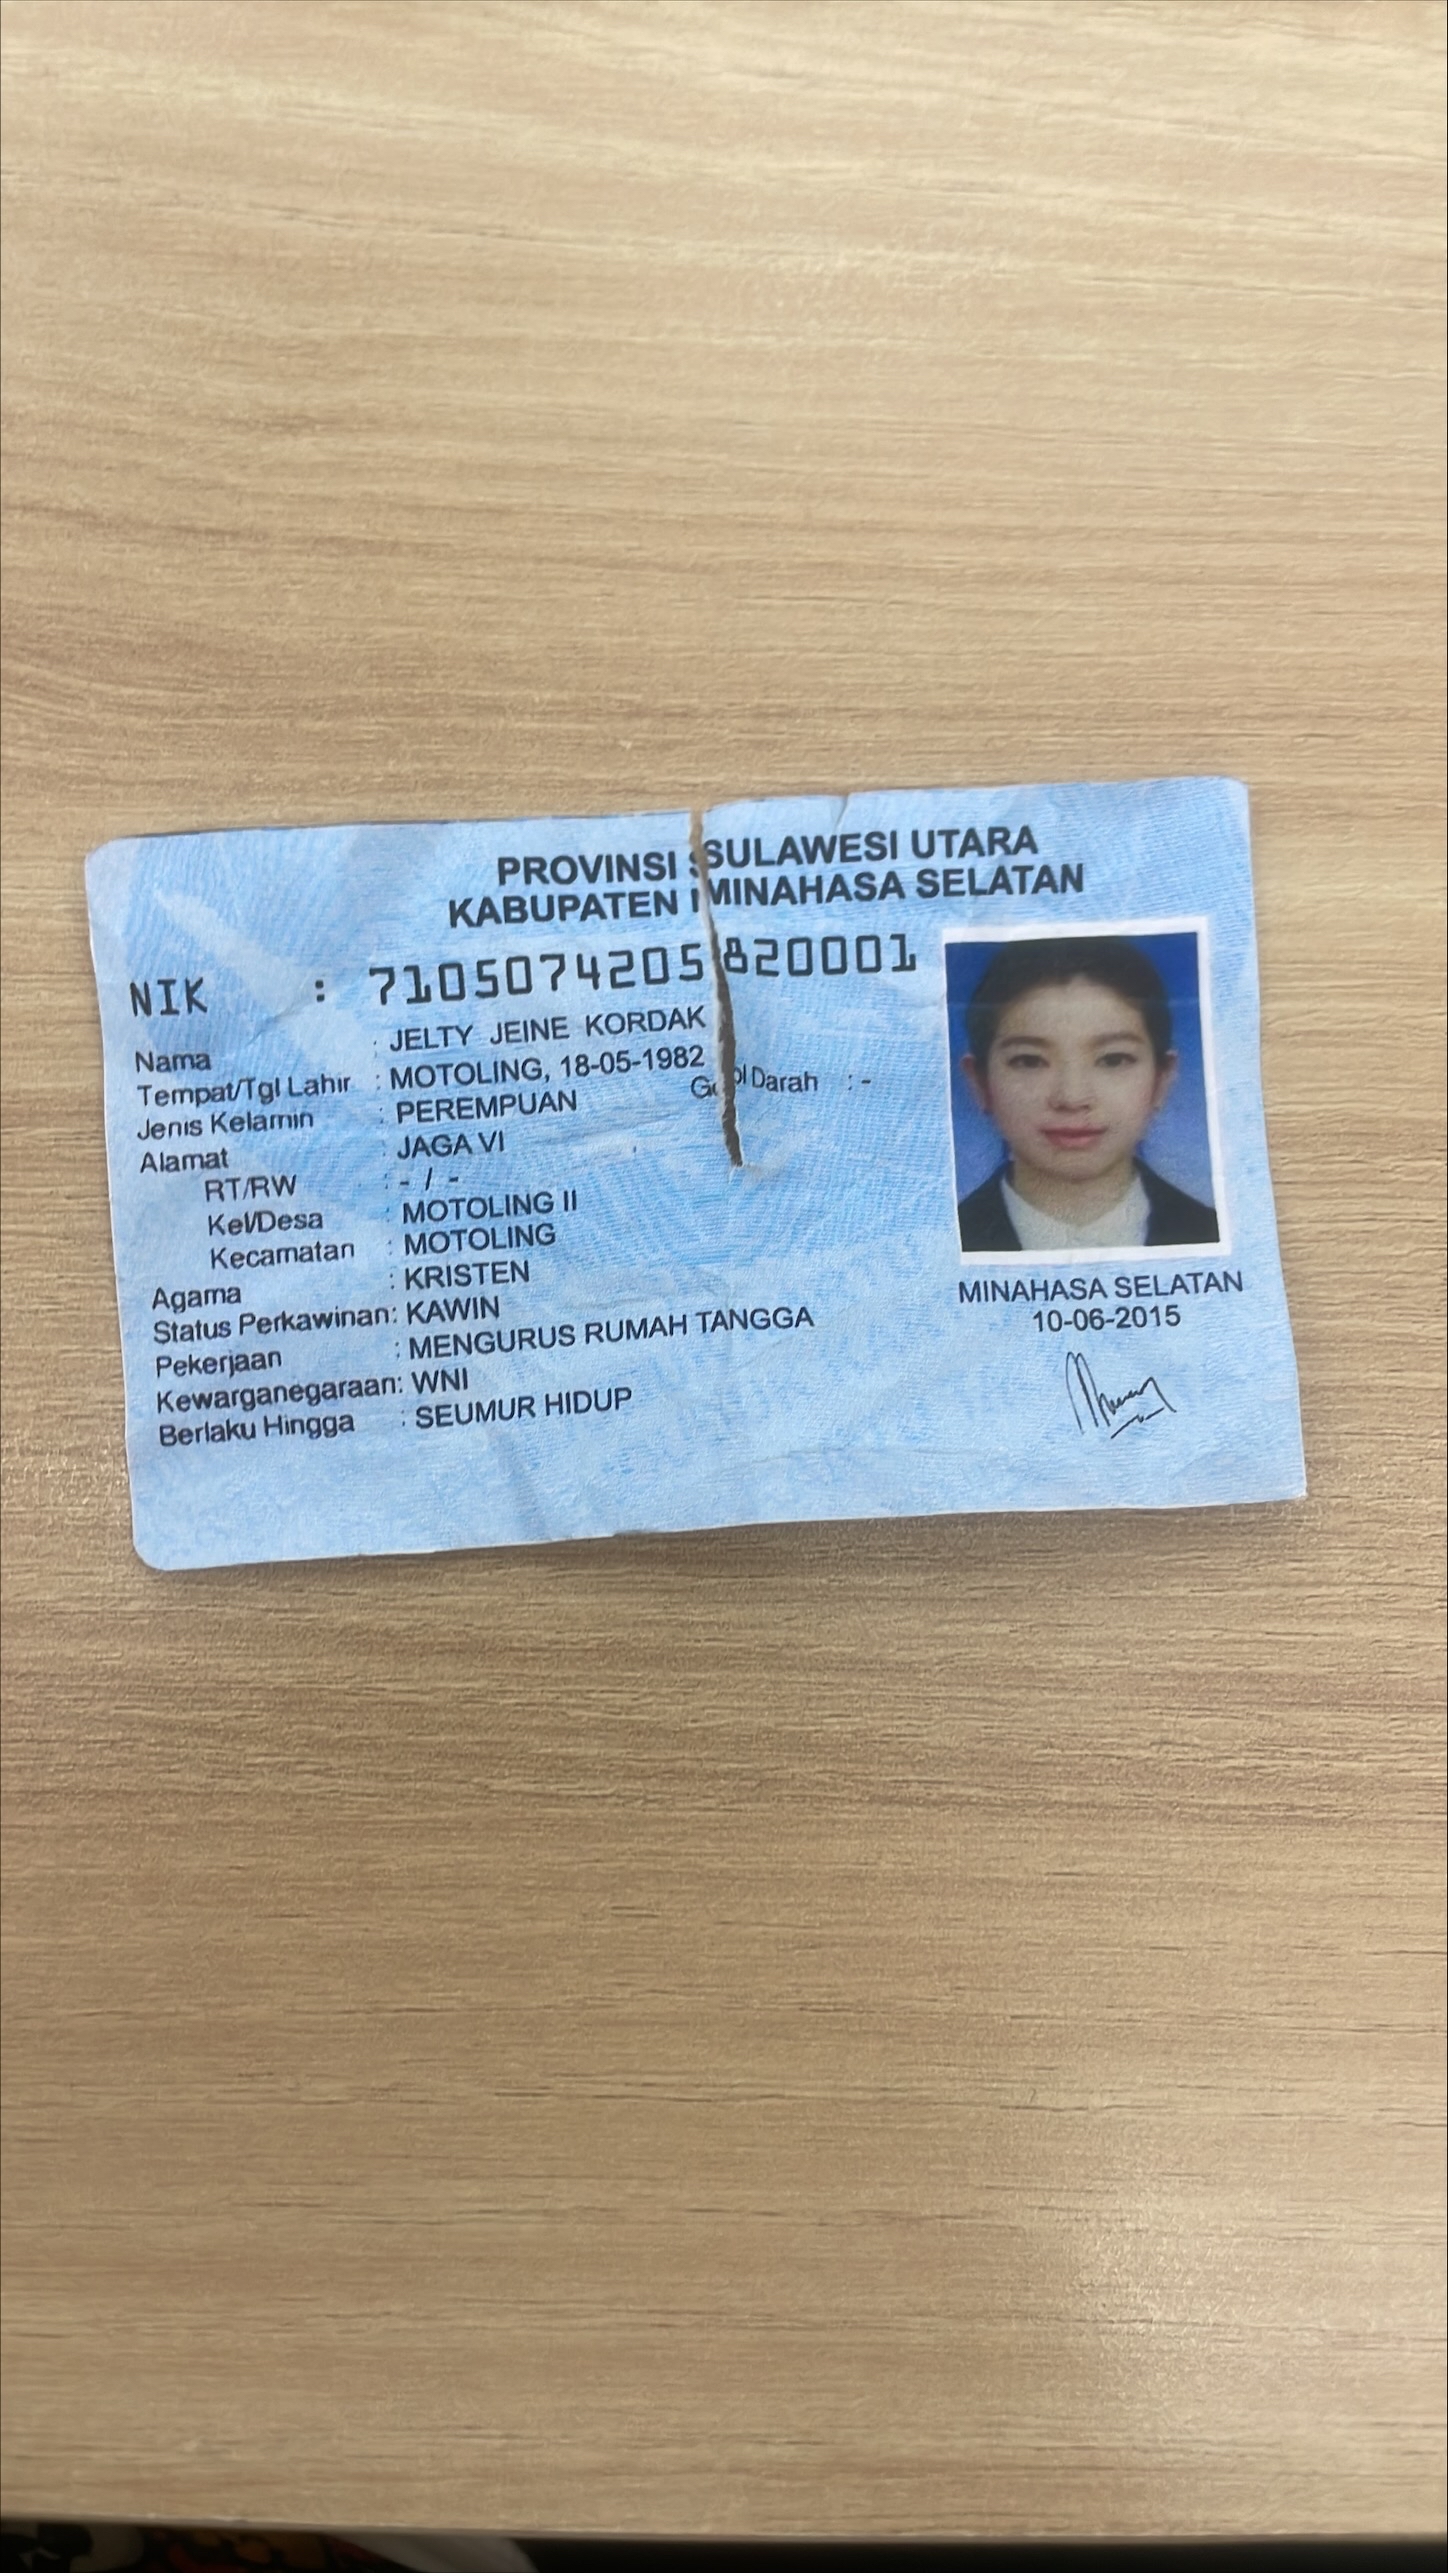 PROVINSI SULAWESI UTARA
KABUPATEN MINAHASA SELATAN
NIK : 7105074205820001
Nama : JELTY JEINE KORDAK
Tempat/Tgl Lahir : MOTOLING, 18-05-1982
Jenis Kelamin : PEREMPUAN Gol Darah : -
Alamat : JAGA VI
RT/RW : - / -
Kel/Desa : MOTOLING II
Kecamatan : MOTOLING
Agama : KRISTEN
Status Perkawinan: KAWIN
Pekerjaan : MENGURUS RUMAH TANGGA
Kewarganegaraan: WNI
Berlaku Hingga : SEUMUR HIDUP
MINAHASA SELATAN
10-06-2015